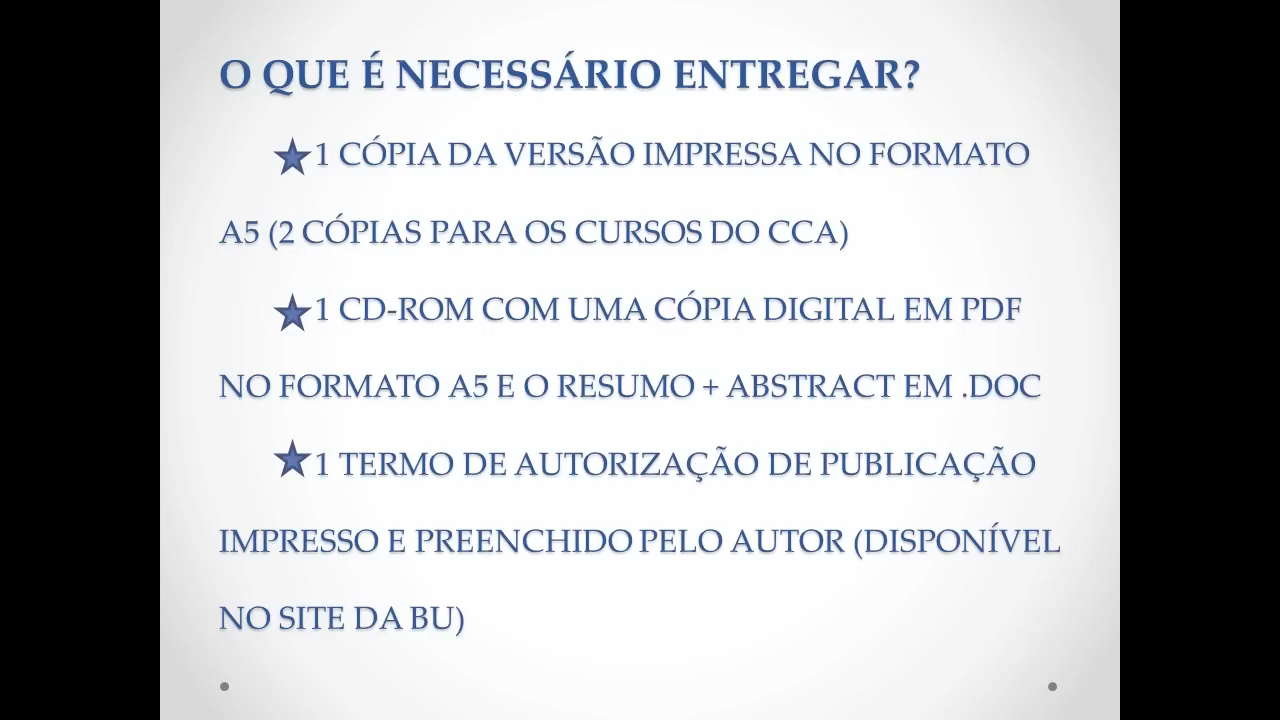 O QUE É NECESSÁRIO ENTREGAR?
1 CÓPIA DA VERSÃO IMPRESSA NO FORMATO
A5 (2 CÓPIAS PARA OS CURSOS DO CCA)
1 CD-ROM COM UMA CÓPIA DIGITAL EM PDF
NO FORMATO A5 E O RESUMO + ABSTRACT EM .DOC
1 TERMO DE AUTORIZAÇÃO DE PUBLICAÇÃO
IMPRESSO E PREENCHIDO PELO AUTOR (DISPONÍVEL
NO SITE DA BU)